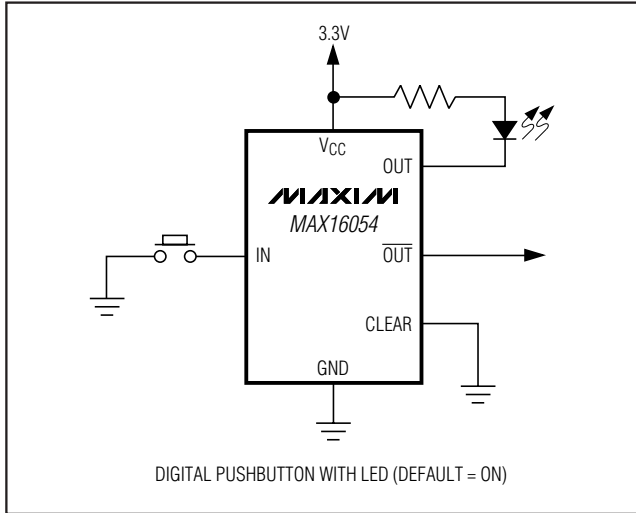 3.3V
VCC
OUT
MAXIM
MAX16054
IN
OUT
CLEAR
GND
DIGITAL PUSHBUTTON WITH LED (DEFAULT = ON)